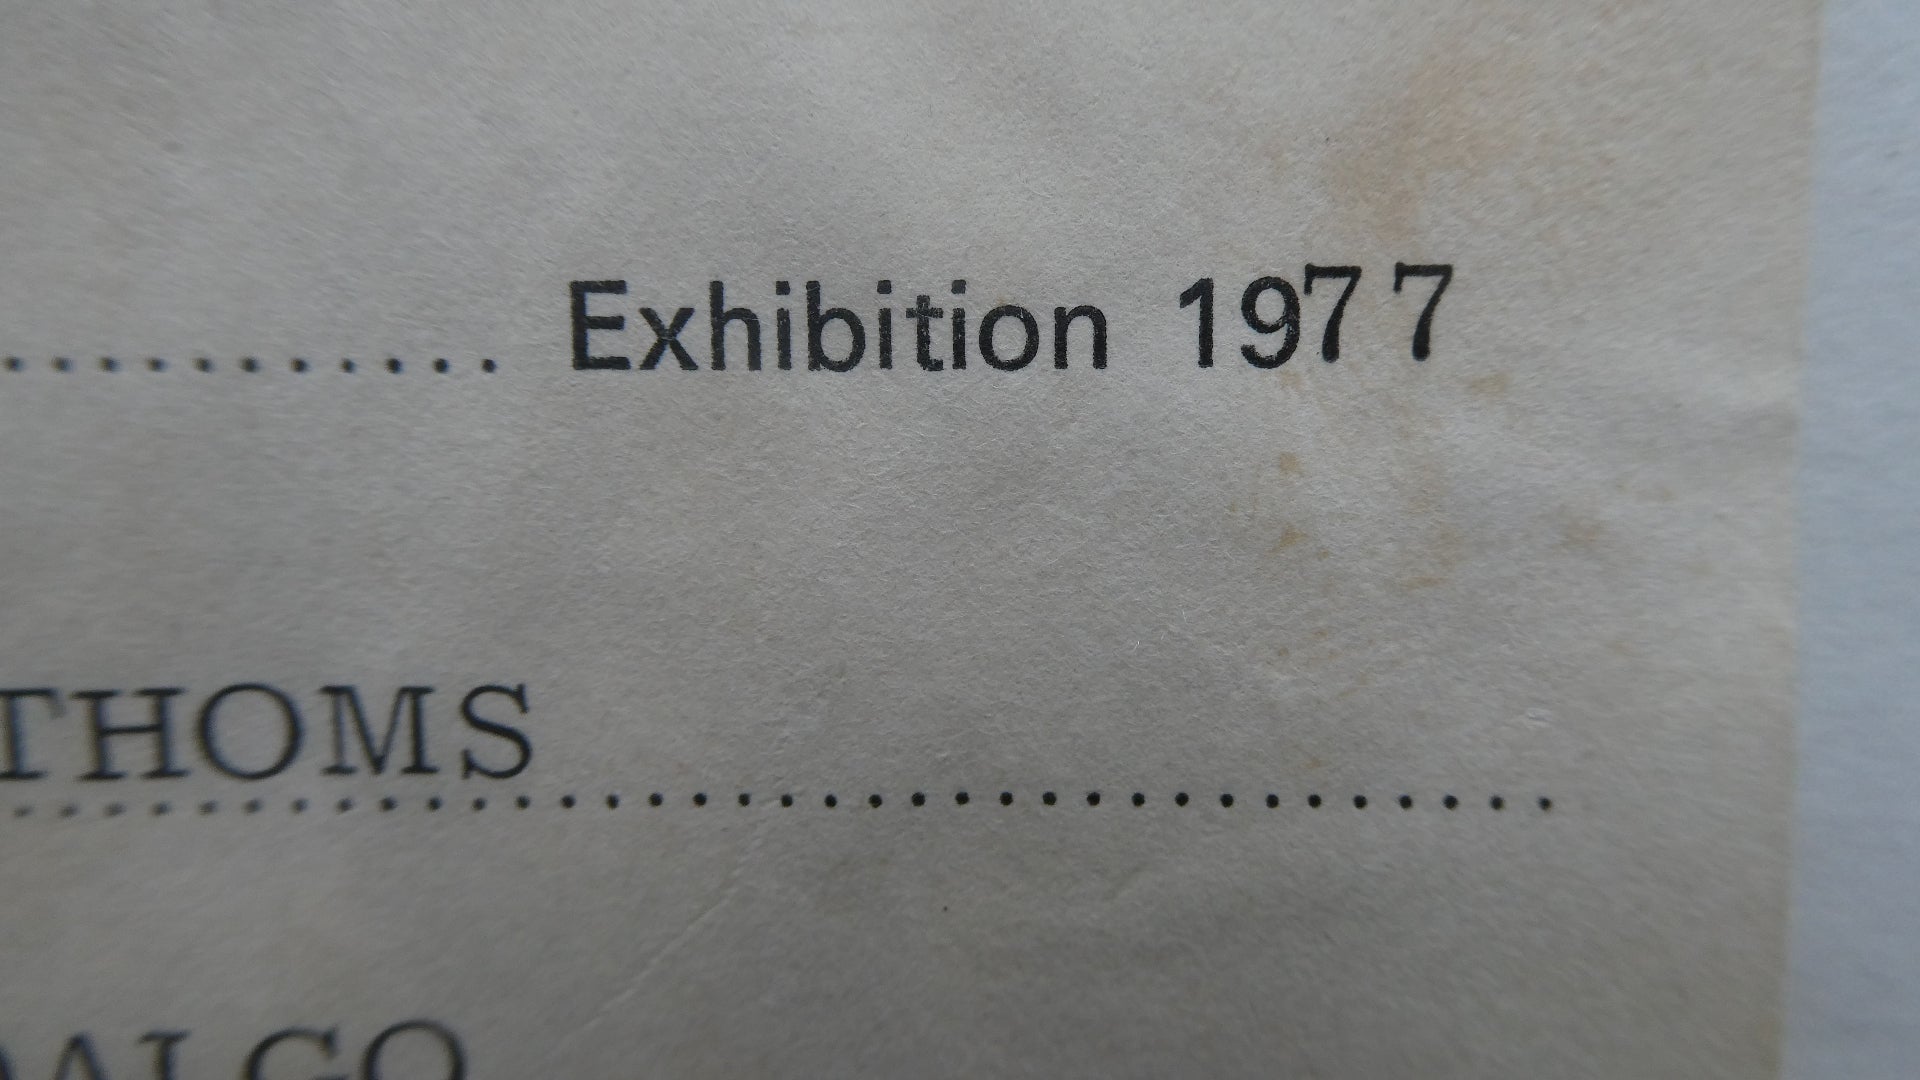 ............ Exhibition 1977
THOMS